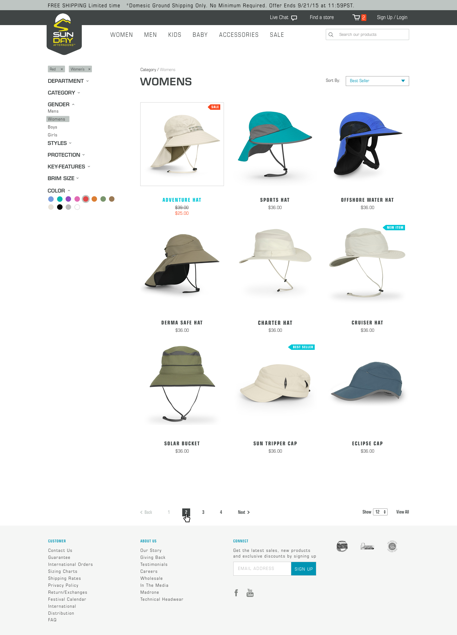 FREE SHIPPING Limited time *Domestic Ground Shipping Only. No Minimum Required. Offer Ends 9/21/15 at 11:59PST.
Live Chat Find a store 2 Sign Up / Login
SUN
DAY
AFTERNOONS
WOMEN MEN KIDS BABY ACCESSORIES SALE Search our products
Red × Womens ×
DEPARTMENT
CATEGORY
GENDER
Mens
Womens
Boys
Girls
STYLES
PROTECTION
KEY-FEATURES
BRIM SIZE
COLOR
Category / Womens
WOMENS
Sort By: Best Seller
SALE
ADVENTURE HAT SPORTS HAT OFFSHORE WATER HAT
$39.00 $36.00 $36.00
$25.00
NEW ITEM
DERMA SAFE HAT CHARTER HAT CRUISER HAT
$36.00 $36.00 $36.00
BEST SELLER
SOLAR BUCKET SUN TRIPPER CAP ECLIPSE CAP
$36.00 $36.00 $36.00
< Back 1 2 3 4 Next > Show 12 View All
CUSTOMER
Contact Us
Guarantee
International Orders
Sizing Charts
Shipping Rates
Privacy Policy
Return/Exchanges
Festival Calendar
International
Distribution
FAQ
ABOUT US
Our Story
Giving Back
Testimonials
Careers
Wholesale
In The Media
Madrone
Technical Headwear
CONNECT
Get the latest sales, new products
and exclusive discounts by signing up
EMAIL ADDRESS SIGN UP